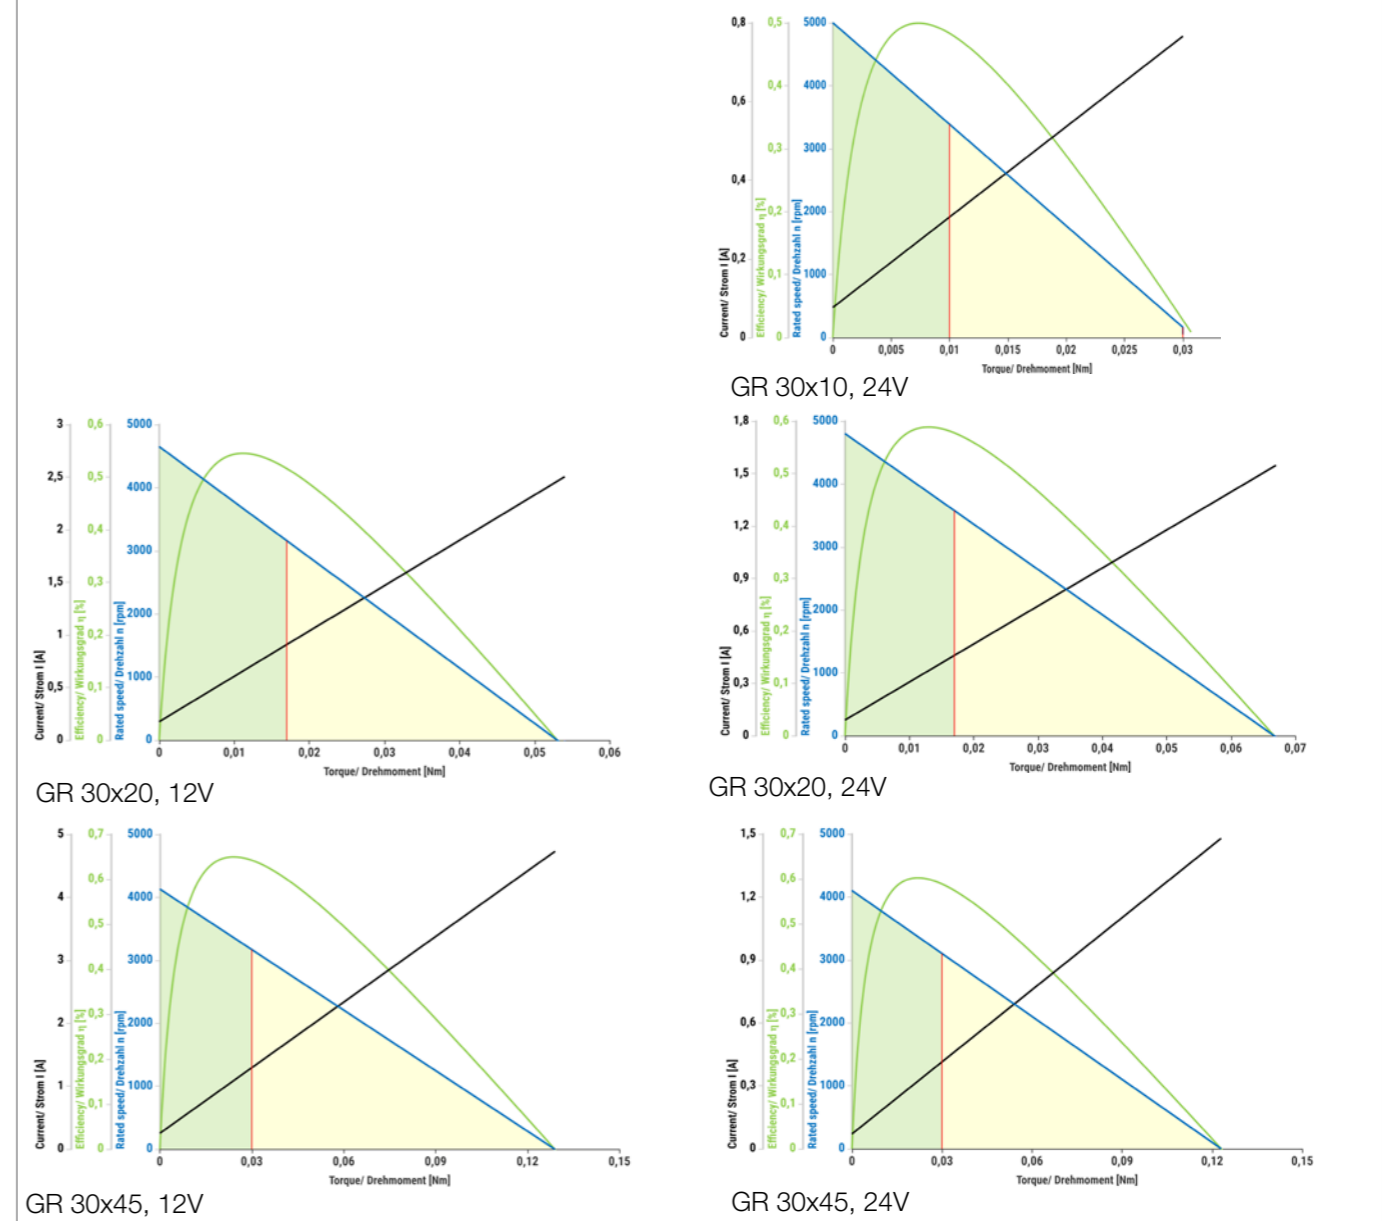 0,8 0,5 5000
0,4 4000
0,6
0,3 3000
0,4
0,2 2000
0,2
0,1 1000
0 0 0
Current/ Strom I [A]
Efficiency/ Wirkungsgrad η [%]
Rated speed/ Drehzahl n [rpm]
0 0,005 0,01 0,015 0,02 0,025 0,03
Torque/ Drehmoment [Nm]
GR 30x10, 24V
3 0,6 5000
2,5 0,5
4000
2 0,4
3000
1,5 0,3
2000
1 0,2
1000
0,5 0,1
0 0 0
Current/ Strom I [A]
Efficiency/ Wirkungsgrad η [%]
Rated speed/ Drehzahl n [rpm]
0 0,01 0,02 0,03 0,04 0,05 0,06
Torque/ Drehmoment [Nm]
GR 30x20, 12V
1,8 0,6 5000
1,5 0,5
4000
1,2 0,4
3000
0,9 0,3
2000
0,6 0,2
1000
0,3 0,1
0 0 0
Current/ Strom I [A]
Efficiency/ Wirkungsgrad η [%]
Rated speed/ Drehzahl n [rpm]
0 0,01 0,02 0,03 0,04 0,05 0,06 0,07
Torque/ Drehmoment [Nm]
GR 30x20, 24V
5 0,7 5000
0,6
4 4000
0,5
3 3000
0,4
0,3
2 2000
0,2
1 1000
0,1
0 0 0
Current/ Strom I [A]
Efficiency/ Wirkungsgrad η [%]
Rated speed/ Drehzahl n [rpm]
0 0,03 0,06 0,09 0,12 0,15
Torque/ Drehmoment [Nm]
GR 30x45, 12V
1,5 0,7 5000
0,6
1,2 4000
0,5
0,9 3000
0,4
0,3
0,6 2000
0,2
0,3 1000
0,1
0 0 0
Current/ Strom I [A]
Efficiency/ Wirkungsgrad η [%]
Rated speed/ Drehzahl n [rpm]
0 0,03 0,06 0,09 0,12 0,15
Torque/ Drehmoment [Nm]
GR 30x45, 24V